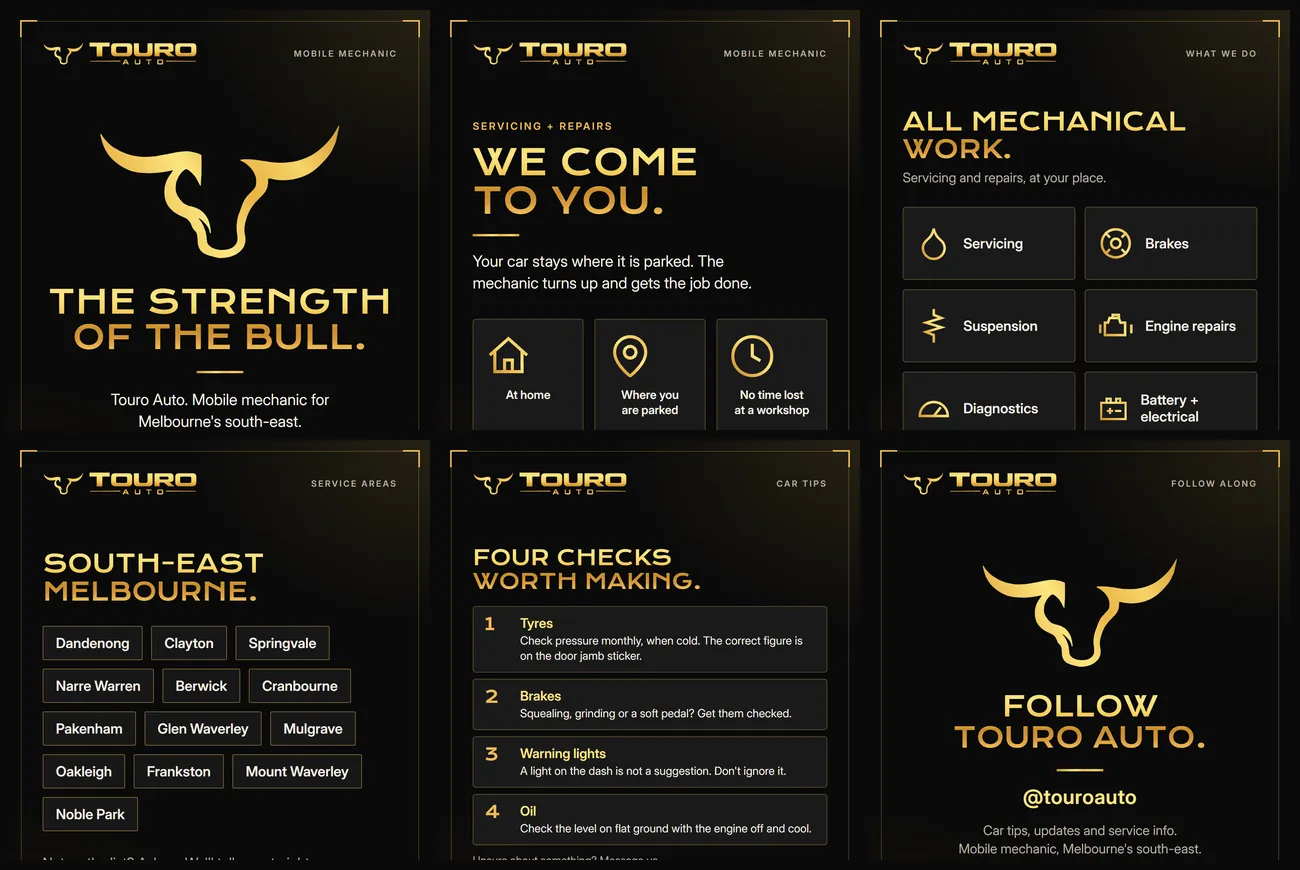 TOURO
AUTO
MOBILE MECHANIC
THE STRENGTH
OF THE BULL.
Touro Auto. Mobile mechanic for
Melbourne's south-east.
TOURO
AUTO
MOBILE MECHANIC
SERVICING + REPAIRS
WE COME
TO YOU.
Your car stays where it is parked. The
mechanic turns up and gets the job done.
At home
Where you
are parked
No time lost
at a workshop
TOURO
AUTO
WHAT WE DO
ALL MECHANICAL
WORK.
Servicing and repairs, at your place.
Servicing
Brakes
Suspension
Engine repairs
Diagnostics
Battery +
electrical
TOURO
AUTO
SERVICE AREAS
SOUTH-EAST
MELBOURNE.
Dandenong
Clayton
Springvale
Narre Warren
Berwick
Cranbourne
Pakenham
Glen Waverley
Mulgrave
Oakleigh
Frankston
Mount Waverley
Noble Park
TOURO
AUTO
CAR TIPS
FOUR CHECKS
WORTH MAKING.
1
Tyres
Check pressure monthly, when cold. The correct figure is
on the door jamb sticker.
2
Brakes
Squealing, grinding or a soft pedal? Get them checked.
3
Warning lights
A light on the dash is not a suggestion. Don't ignore it.
4
Oil
Check the level on flat ground with the engine off and cool.
TOURO
AUTO
FOLLOW ALONG
FOLLOW
TOURO AUTO.
@touroauto
Car tips, updates and service info.
Mobile mechanic, Melbourne's south-east.